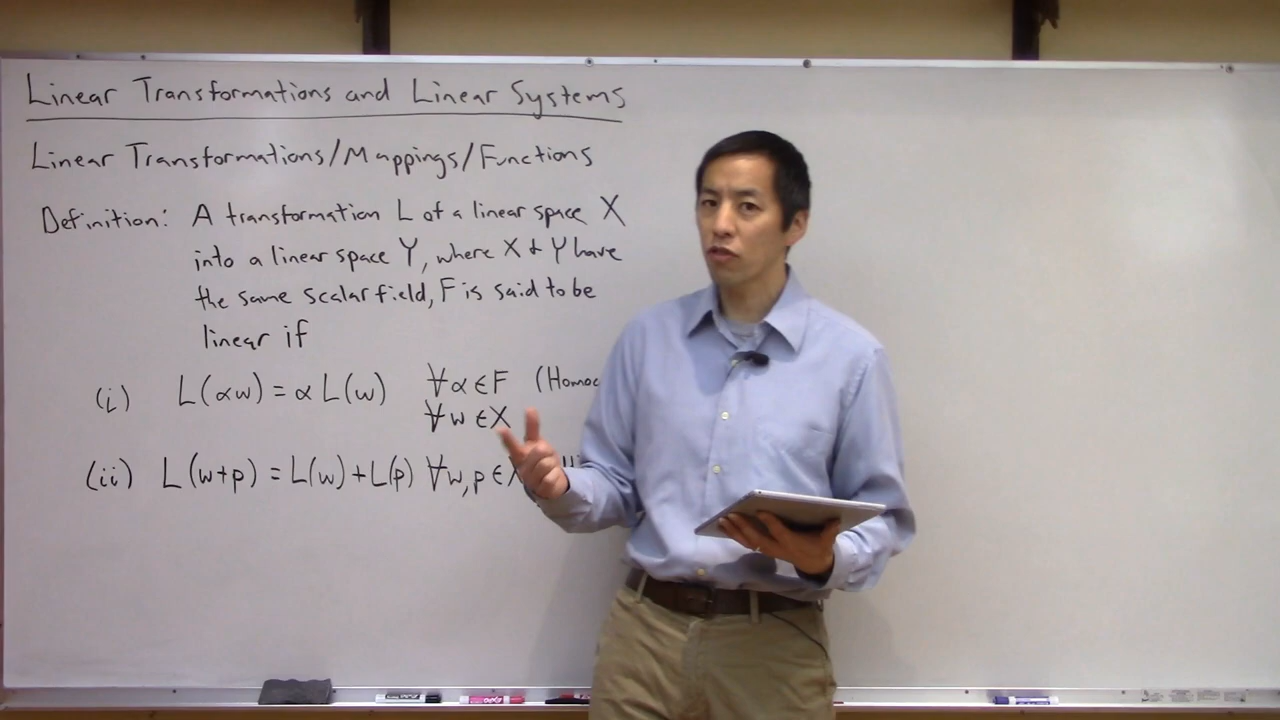 Linear Transformations and Linear Systems
Linear Transformations/Mappings/Functions
Definition: A transformation L of a linear space X
into a linear space Y, where X & Y have
the same scalar field, F is said to be
linear if
(i) L(αw) = α L(w) ∀α∈F (Homog
∀w∈X
(ii) L(w+p) = L(w)+L(p) ∀w,p∈X